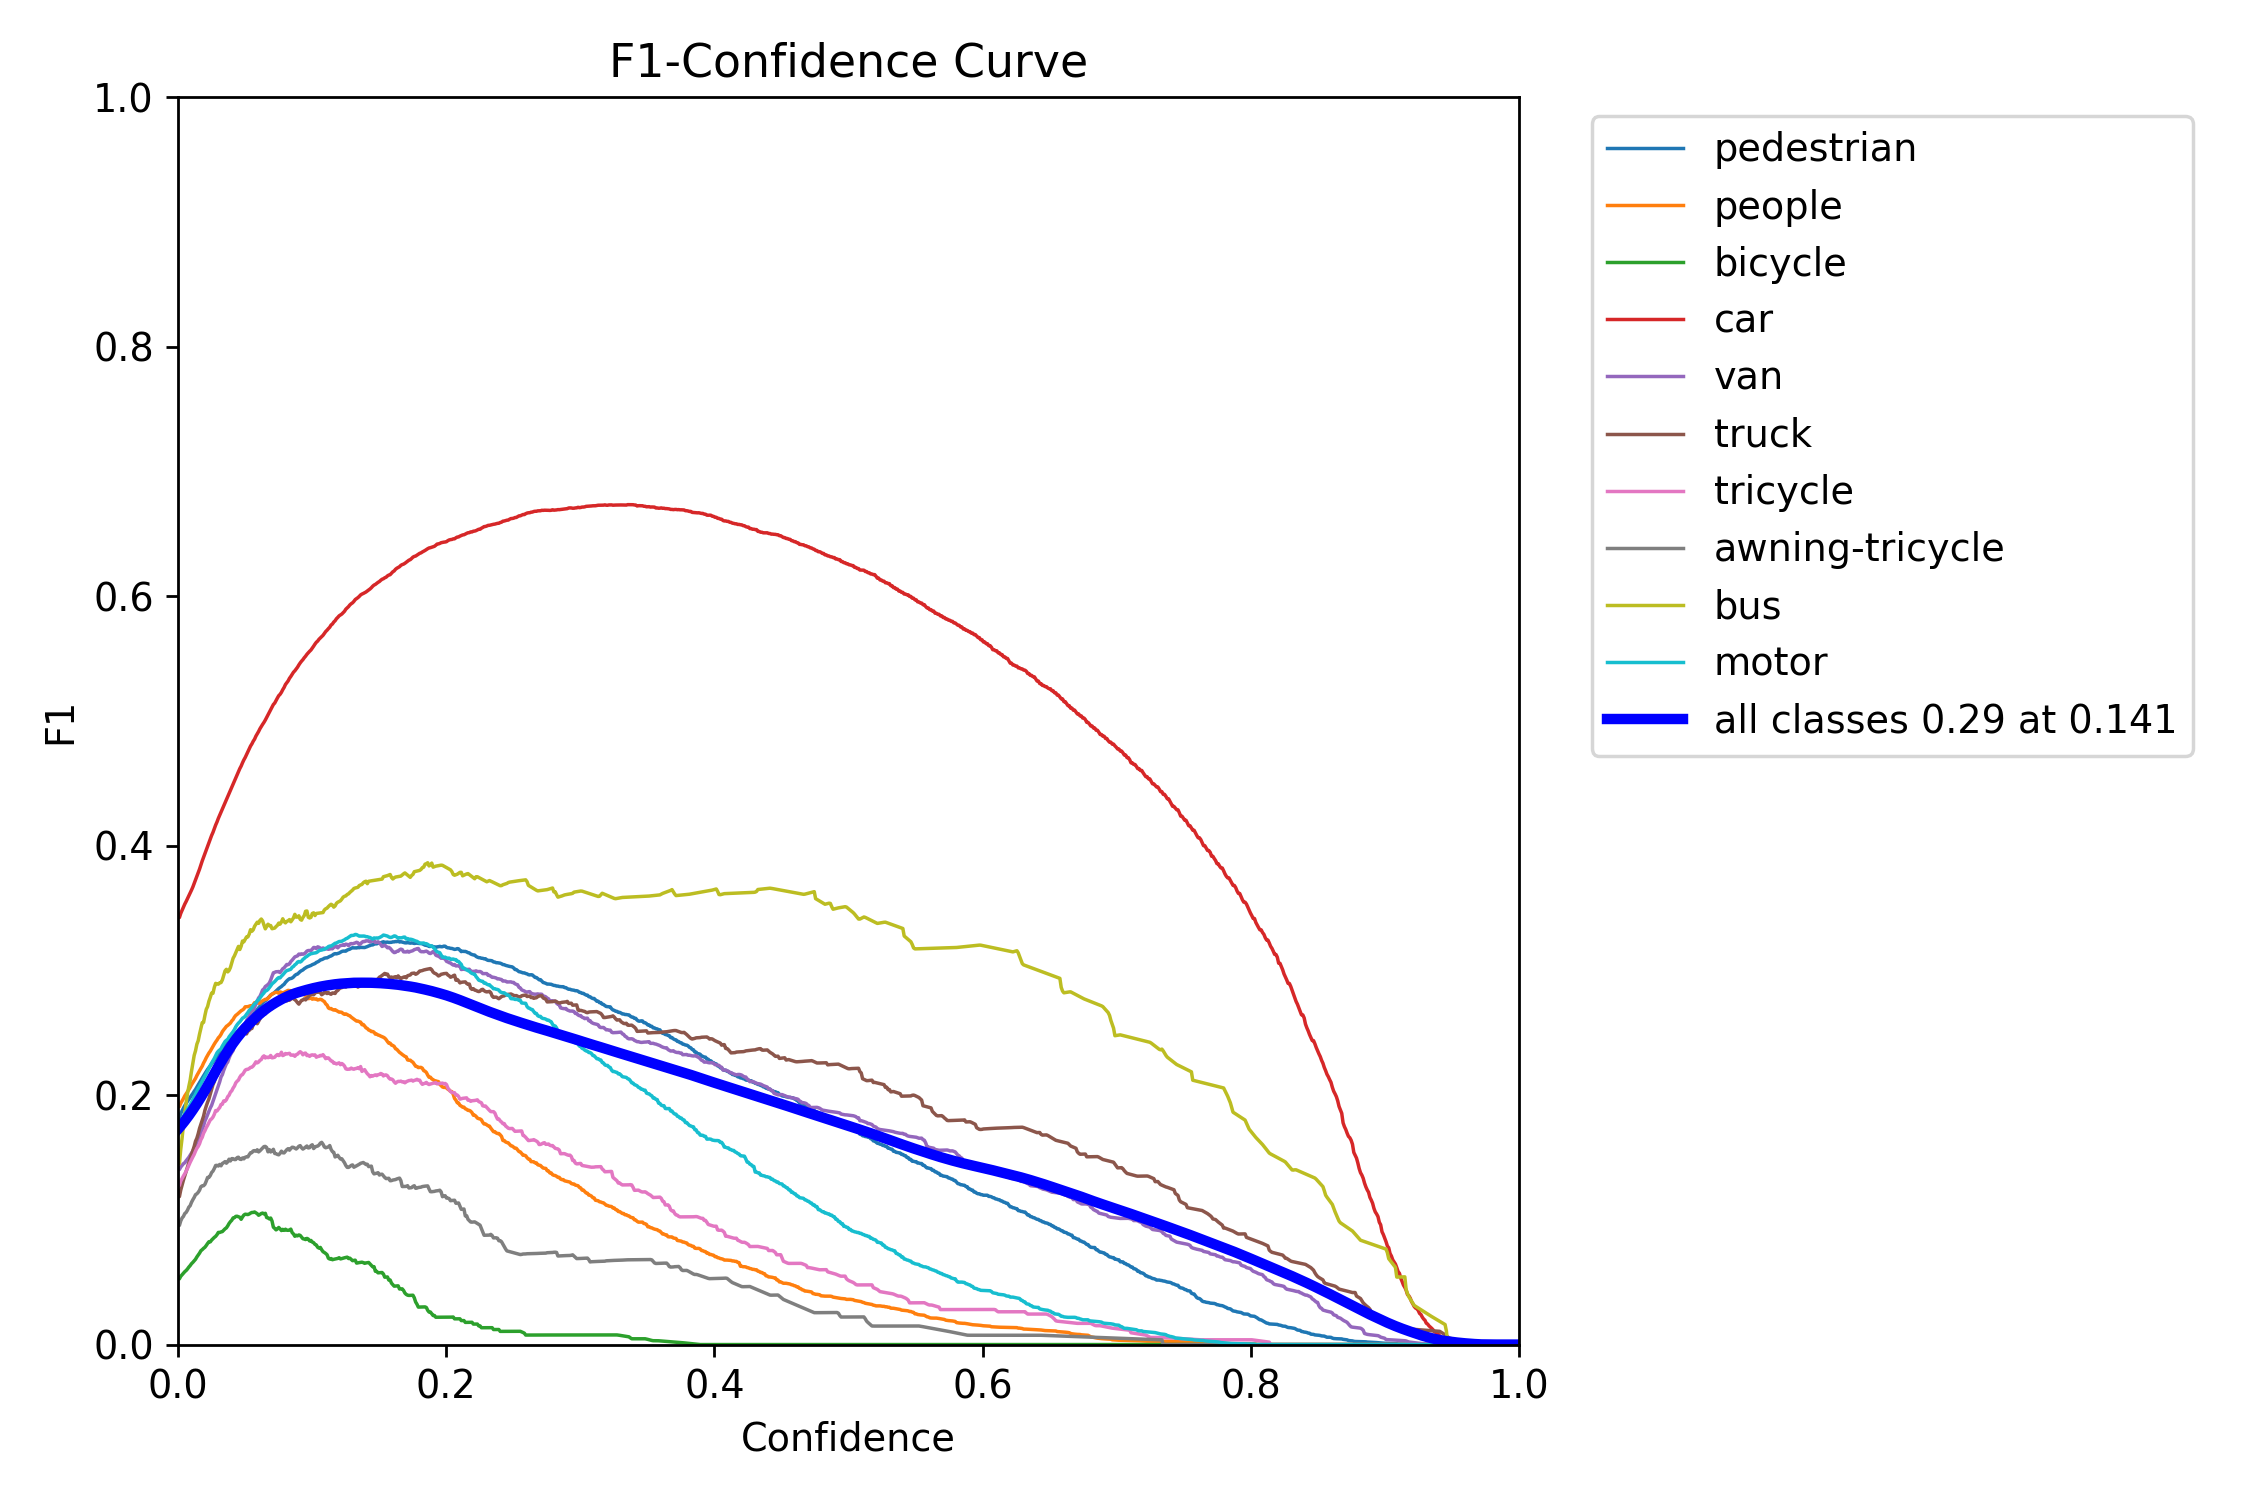 F1-Confidence Curve
1.0
0.8
0.6
0.4
0.2
0.0
F1
0.0 0.2 0.4 0.6 0.8 1.0
Confidence
pedestrian
people
bicycle
car
van
truck
tricycle
awning-tricycle
bus
motor
all classes 0.29 at 0.141